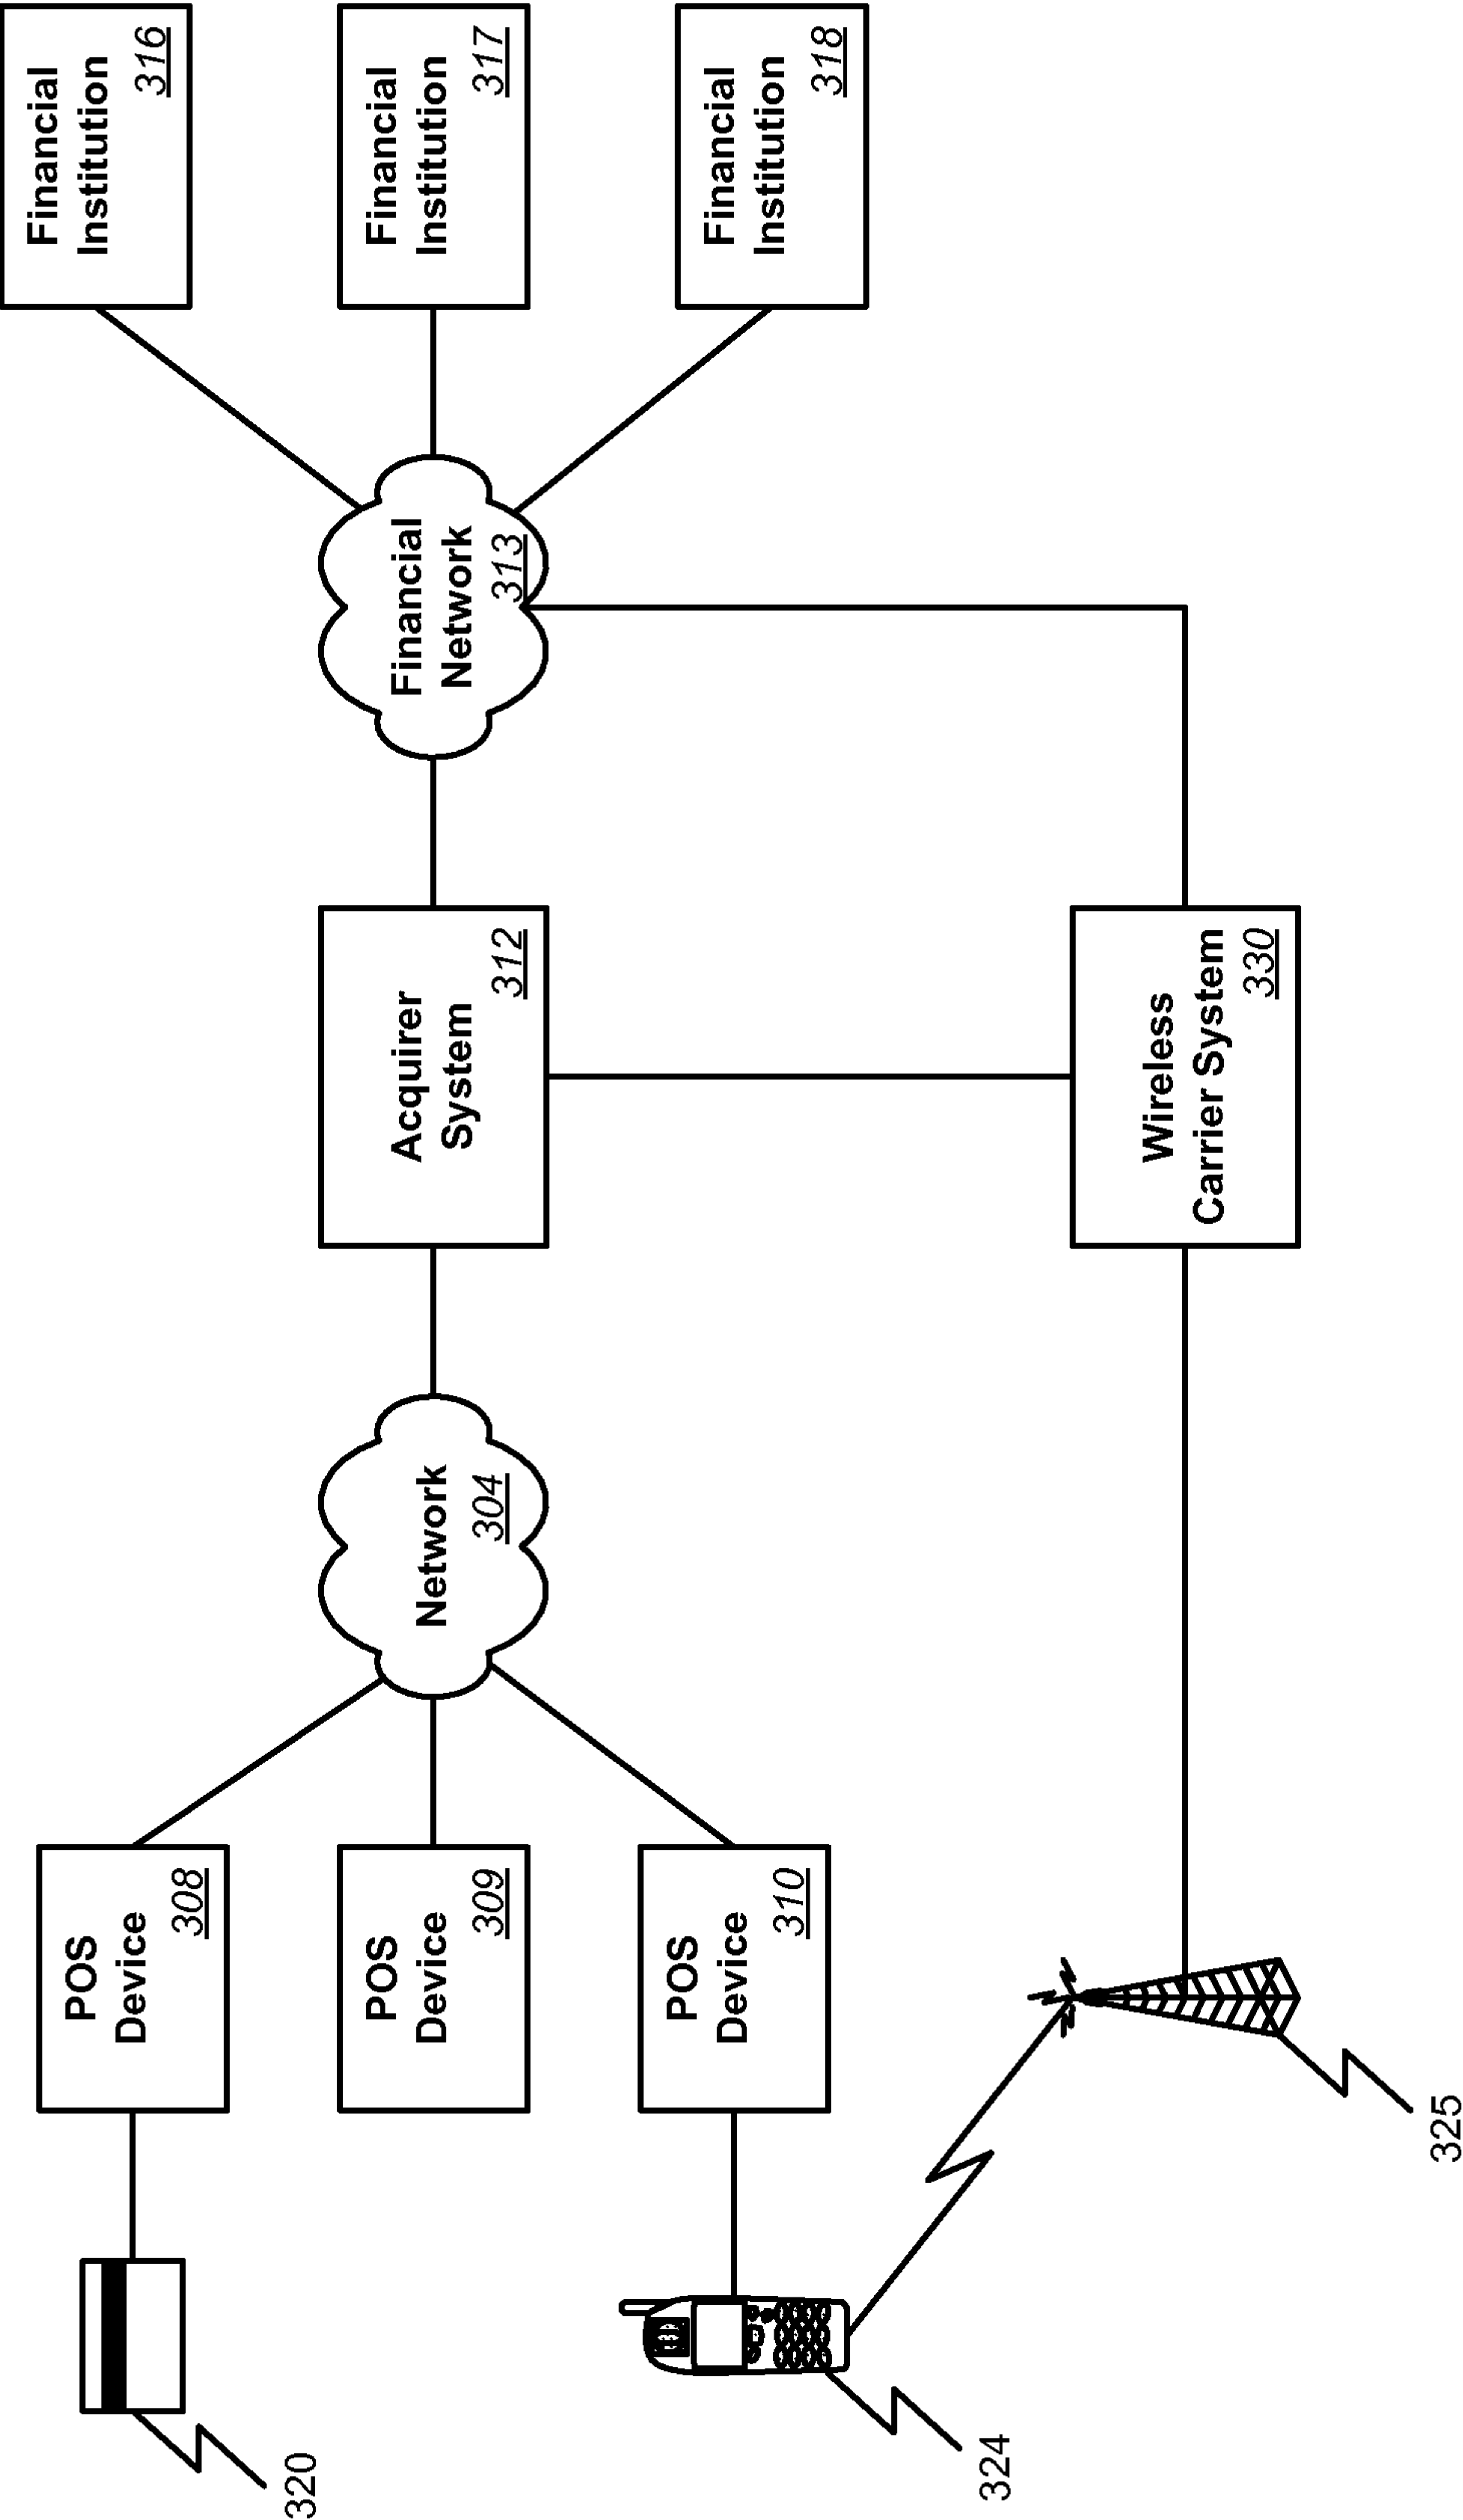 Financial
Institution
316
Financial
Institution
317
Financial
Institution
318
Financial
Network
313
Acquirer
System
312
Wireless
Carrier System
330
Network
304
POS
Device
308
POS
Device
309
POS
Device
310
320
324
325